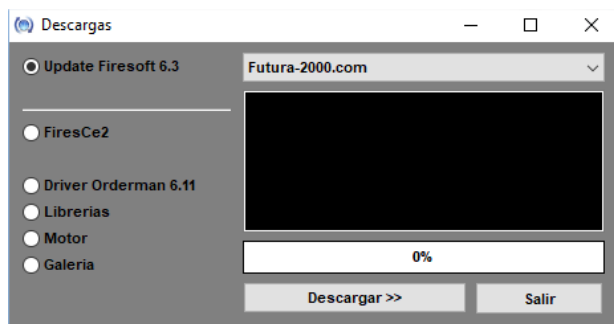 Descargas
Update Firesoft 6.3
Futura-2000.com
FiresCe2
Driver Orderman 6.11
Librerias
Motor
Galeria
0%
Descargar >>
Salir